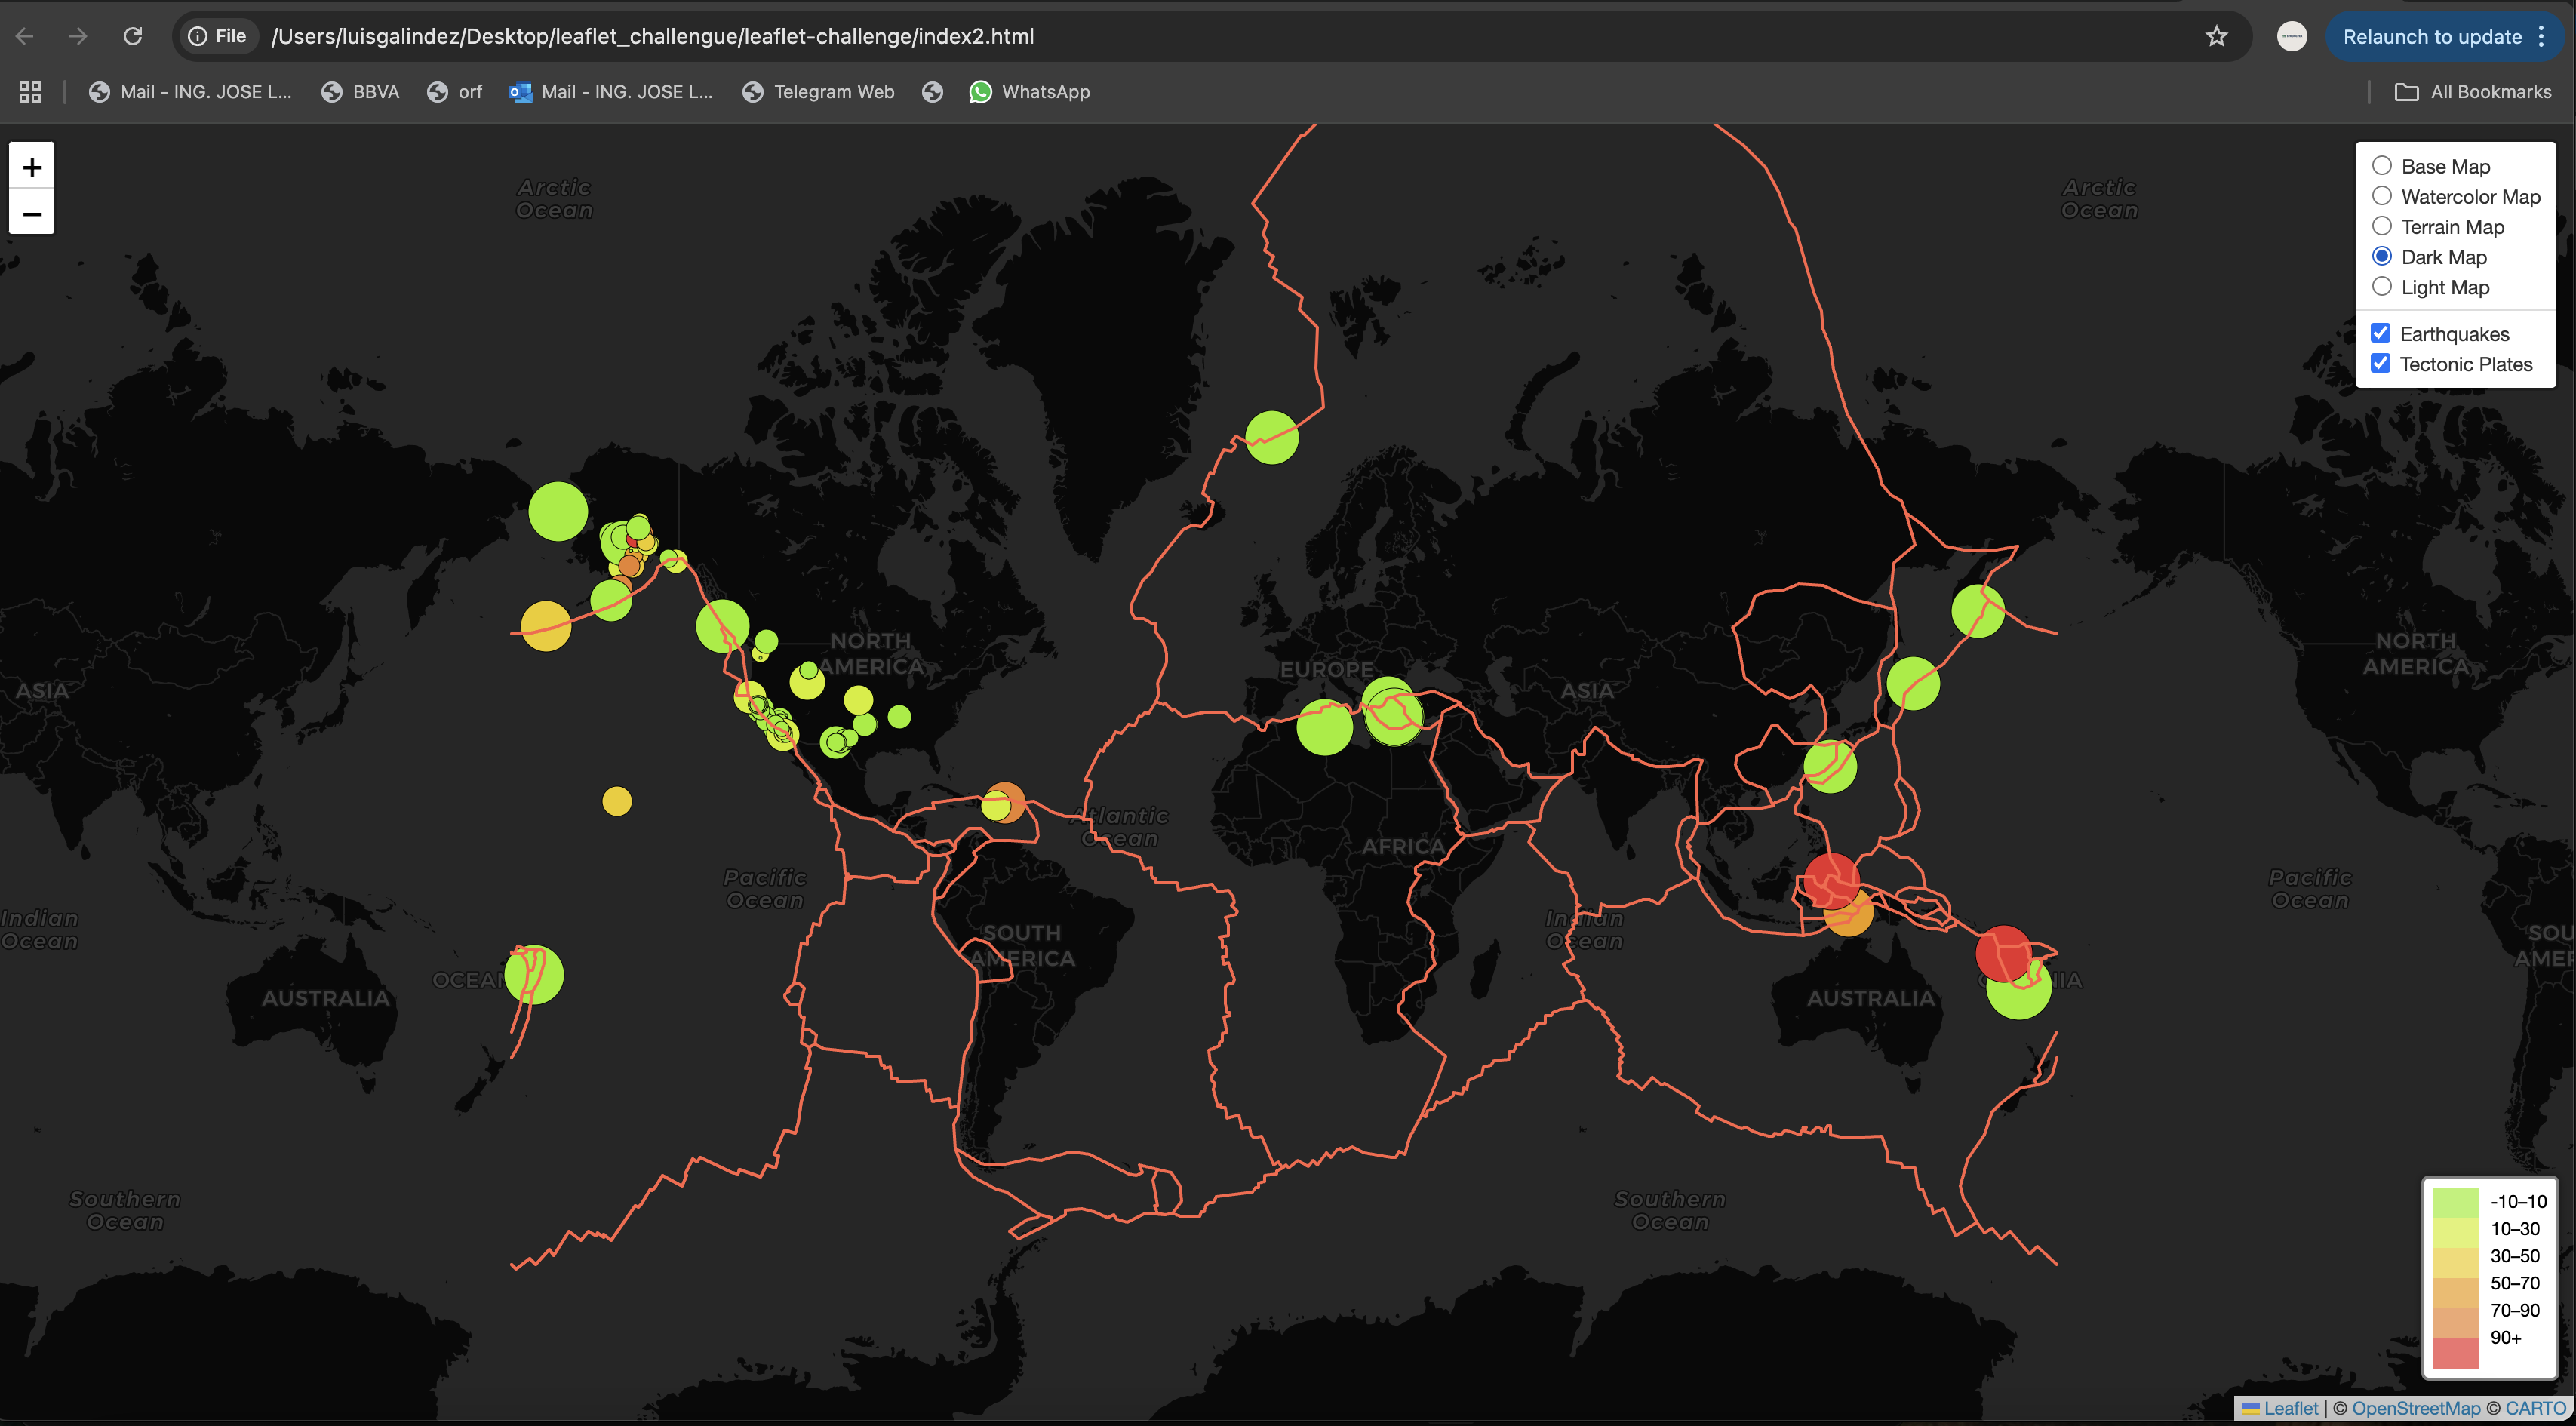 File /Users/luisgalindez/Desktop/leaflet_challengue/leaflet-challenge/index2.html
Relaunch to update
Mail - ING. JOSE L...
BBVA
orf
Mail - ING. JOSE L...
Telegram Web
WhatsApp
All Bookmarks
+
−
Base Map
Watercolor Map
Terrain Map
Dark Map
Light Map
Earthquakes
Tectonic Plates
Arctic
Ocean
Arctic
Ocean
NORTH
AMERICA
NORTH
AMERICA
EUROPE
ASIA
ASIA
Atlantic
Ocean
AFRICA
Pacific
Ocean
Pacific
Ocean
Indian
Ocean
Indian
Ocean
SOUTH
AMERICA
SOU
AMER
OCEAN
AUSTRALIA
AUSTRALIA
NIA
Southern
Ocean
Southern
Ocean
-10–10
10–30
30–50
50–70
70–90
90+
Leaflet | © OpenStreetMap © CARTO